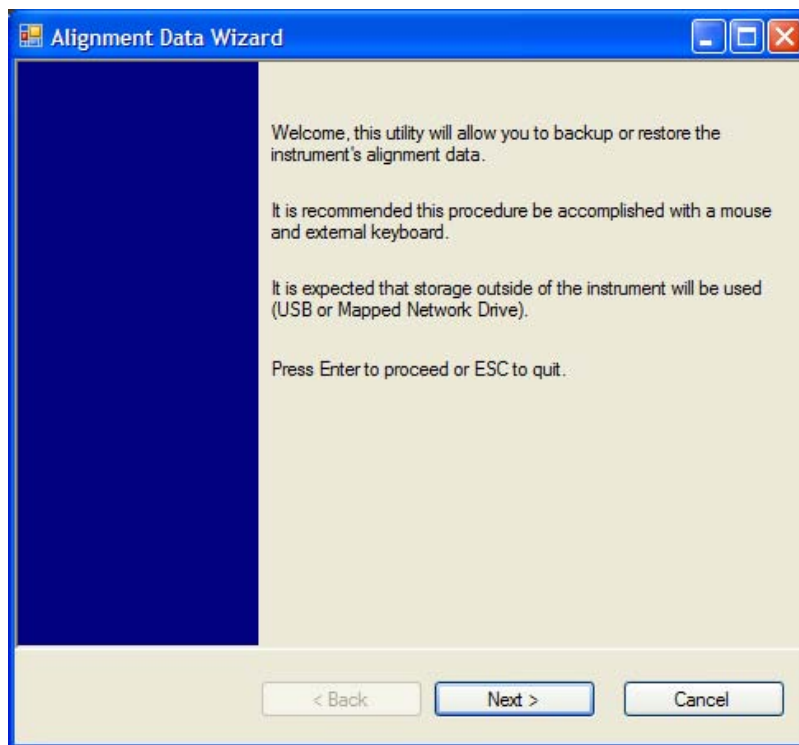 Alignment Data Wizard
Welcome, this utility will allow you to backup or restore the
instrument's alignment data.
It is recommended this procedure be accomplished with a mouse
and external keyboard.
It is expected that storage outside of the instrument will be used
(USB or Mapped Network Drive).
Press Enter to proceed or ESC to quit.
< Back
Next >
Cancel